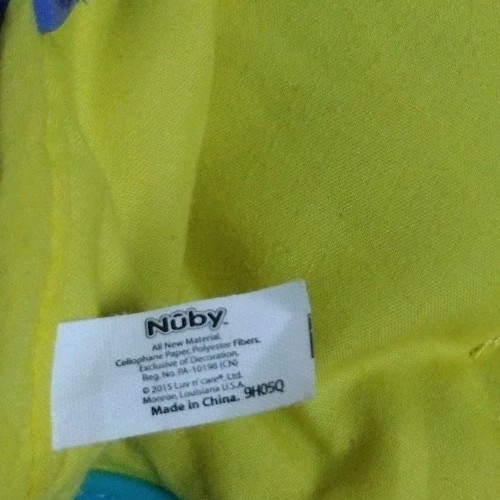 Nûby™
All New Material.
Cellophane Paper, Polyester Fibers.
Exclusive of Decoration.
Reg. No. PA-10198 (CN)
© 2015 Luv n' care®, Ltd.
Monroe, Louisiana U.S.A.
Made in China. 9H05Q